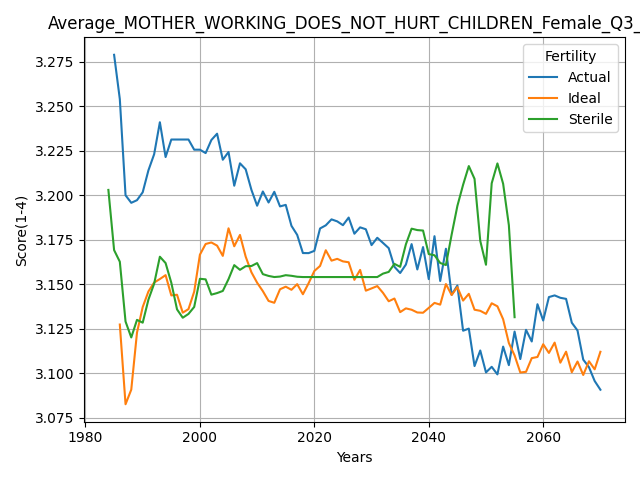 Average_MOTHER_WORKING_DOES_NOT_HURT_CHILDREN_Female_Q3_
Fertility
Actual
Ideal
Sterile
Score(1-4)
3.275
3.250
3.225
3.200
3.175
3.150
3.125
3.100
3.075
1980 2000 2020 2040 2060
Years